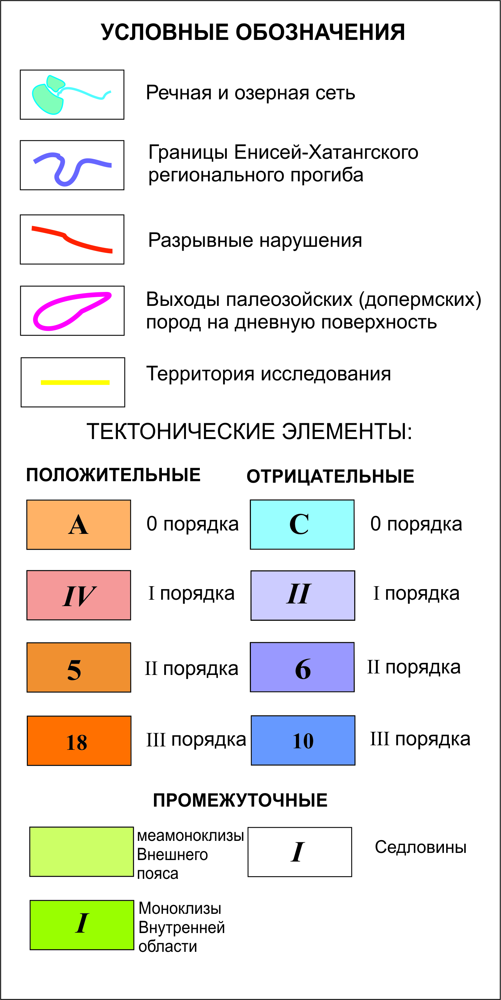 УСЛОВНЫЕ ОБОЗНАЧЕНИЯ
Речная и озерная сеть
Границы Енисей-Хатангского
регионального прогиба
Разрывные нарушения
Выходы палеозойских (допермских)
пород на дневную поверхность
Территория исследования
ТЕКТОНИЧЕСКИЕ ЭЛЕМЕНТЫ:
ПОЛОЖИТЕЛЬНЫЕ ОТРИЦАТЕЛЬНЫЕ
А 0 порядка С 0 порядка
IV I порядка II I порядка
5 II порядка 6 II порядка
18 III порядка 10 III порядка
ПРОМЕЖУТОЧНЫЕ
меамоноклизы
Внешнего
пояса
I Седловины
I Моноклизы
Внутренней
области